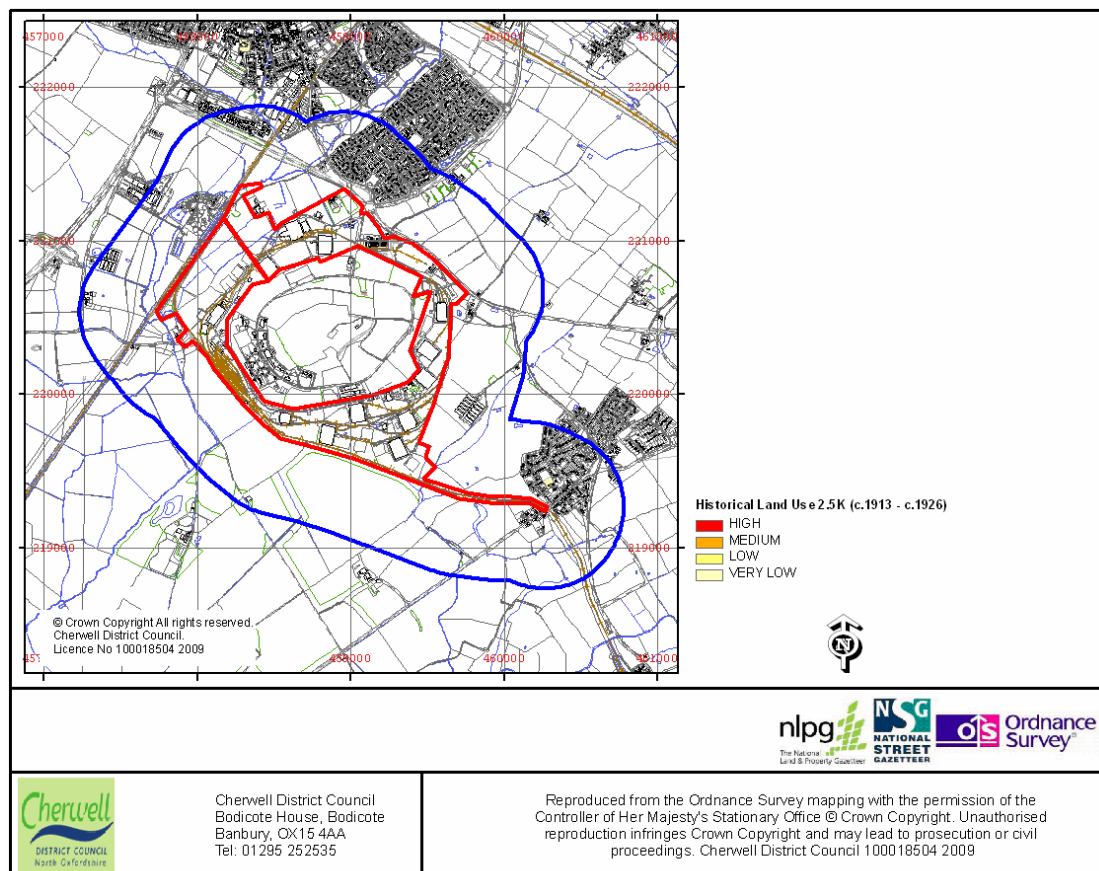 457000
461000
222000
222000
221000
221000
220000
220000
219000
219000
460000
Historical Land Use 2.5K (c.1913 - c.1926)
HIGH
MEDIUM
LOW
VERY LOW
© Crown Copyright All rights reserved.
Cherwell District Council.
Licence No 100018504 2009
N
nlpg
The National
Land & Property Gazetteer
NSG
NATIONAL
STREET
GAZETTEER
OS Ordnance
Survey®
Cherwell
DISTRICT COUNCIL
North Oxfordshire
Cherwell District Council
Bodicote House, Bodicote
Banbury, OX15 4AA
Tel: 01295 252535
Reproduced from the Ordnance Survey mapping with the permission of the
Controller of Her Majesty's Stationary Office © Crown Copyright. Unauthorised
reproduction infringes Crown Copyright and may lead to prosecution or civil
proceedings. Cherwell District Council 100018504 2009